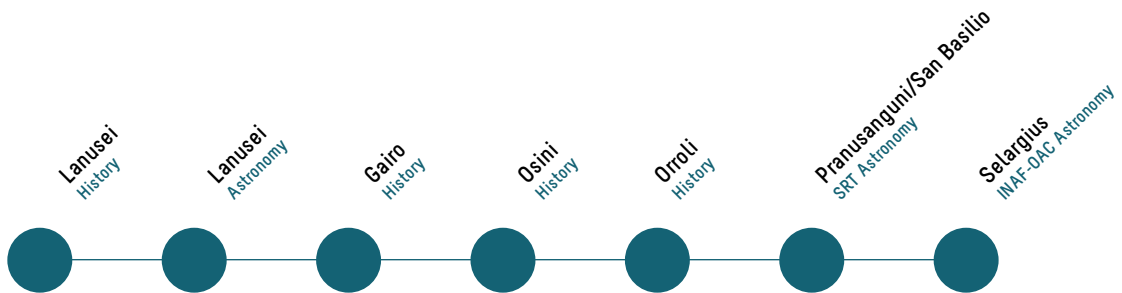 Lanusei
History
Lanusei
Astronomy
Gairo
History
Osini
History
Orroli
History
Pranusanguni/San Basilio
SRT Astronomy
Selargius
INAF-OAC Astronomy